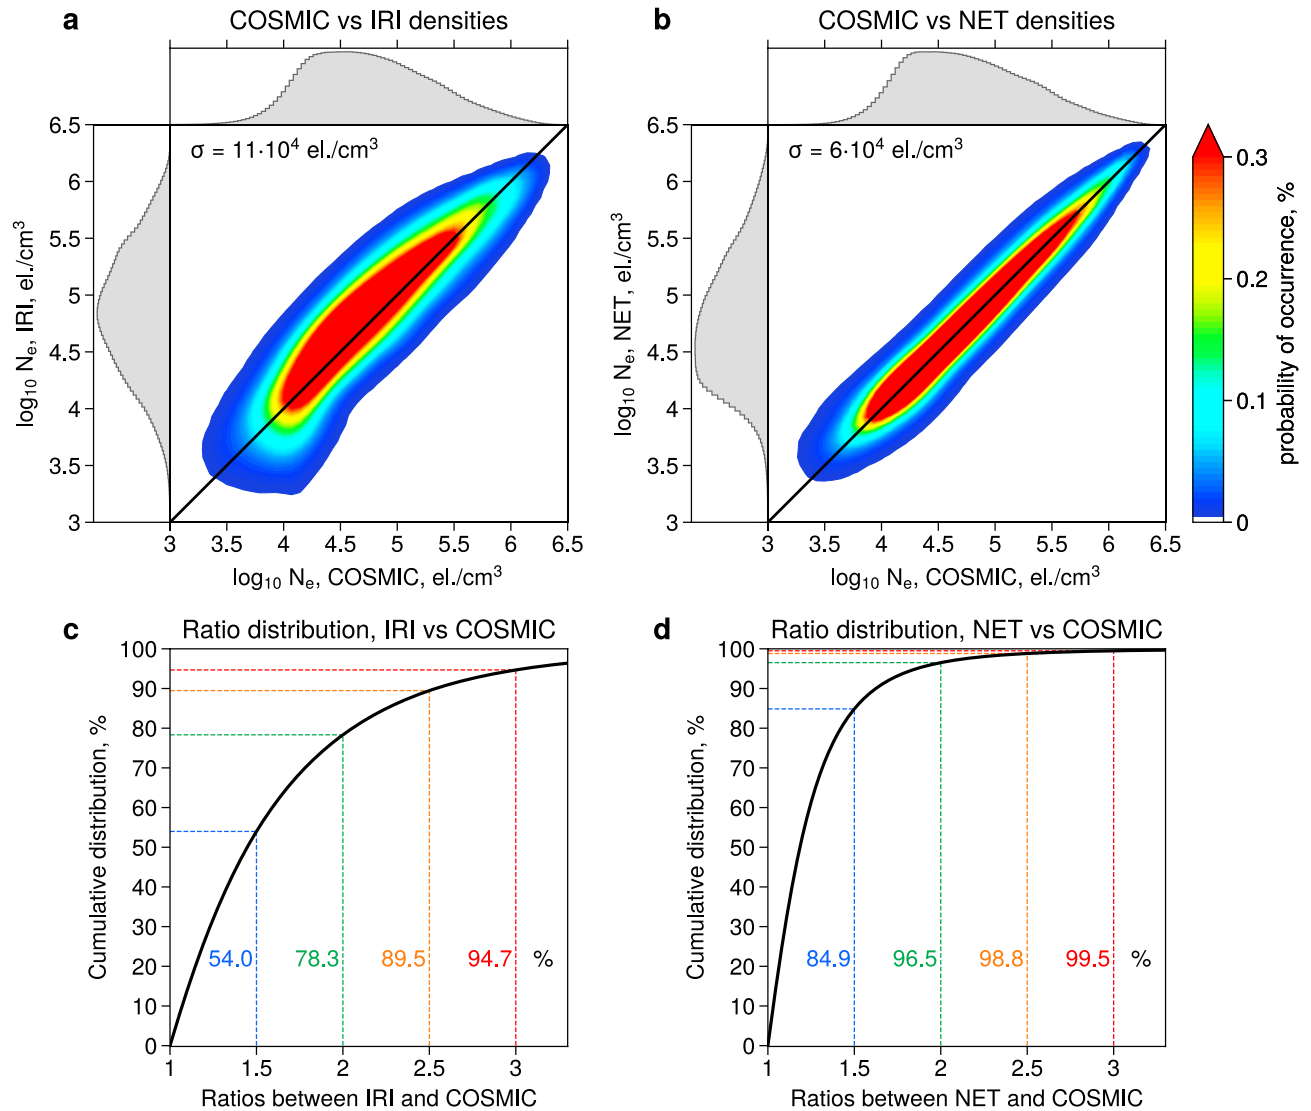 a COSMIC vs IRI densities
6.5
6
5.5
5
4.5
4
3.5
3
log₁₀ Nₑ, IRI, el./cm³
σ = 11·10⁴ el./cm³
3 3.5 4 4.5 5 5.5 6 6.5
log₁₀ Nₑ, COSMIC, el./cm³
b COSMIC vs NET densities
6.5
6
5.5
5
4.5
4
3.5
3
log₁₀ Nₑ, NET, el./cm³
σ = 6·10⁴ el./cm³
3 3.5 4 4.5 5 5.5 6 6.5
log₁₀ Nₑ, COSMIC, el./cm³
0.3
0.2
0.1
0
probability of occurrence, %
c Ratio distribution, IRI vs COSMIC
100
90
80
70
60
50
40
30
20
10
0
Cumulative distribution, %
54.0 78.3 89.5 94.7 %
1 1.5 2 2.5 3
Ratios between IRI and COSMIC
d Ratio distribution, NET vs COSMIC
100
90
80
70
60
50
40
30
20
10
0
Cumulative distribution, %
84.9 96.5 98.8 99.5 %
1 1.5 2 2.5 3
Ratios between NET and COSMIC